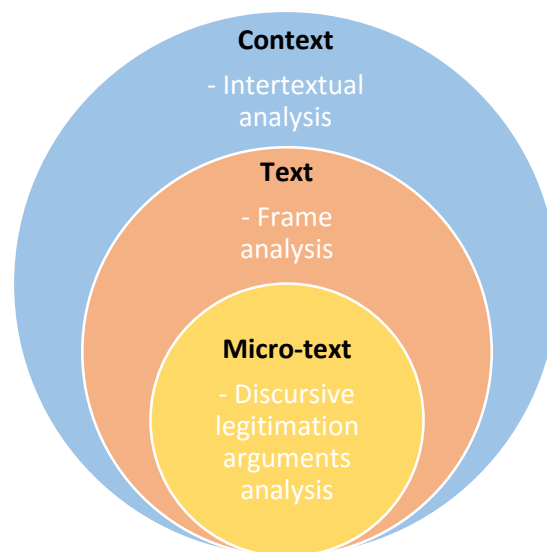 Context
- Intertextual
analysis
Text
- Frame
analysis
Micro-text
- Discursive
legitimation
arguments
analysis